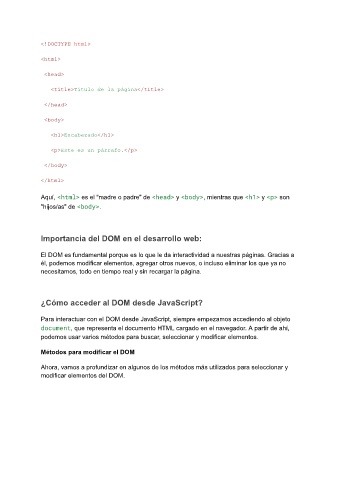 <!DOCTYPE html>
<html>
<head>
<title>Título de la página</title>
</head>
<body>
<h1>Encabezado</h1>
<p>Este es un párrafo.</p>
</body>
</html>
Aquí, <html> es el "madre o padre" de <head> y <body>, mientras que <h1> y <p> son
"hijos/as" de <body>.
Importancia del DOM en el desarrollo web:
El DOM es fundamental porque es lo que le da interactividad a nuestras páginas. Gracias a
él, podemos modificar elementos, agregar otros nuevos, o incluso eliminar los que ya no
necesitamos, todo en tiempo real y sin recargar la página.
¿Cómo acceder al DOM desde JavaScript?
Para interactuar con el DOM desde JavaScript, siempre empezamos accediendo al objeto
document, que representa el documento HTML cargado en el navegador. A partir de ahí,
podemos usar varios métodos para buscar, seleccionar y modificar elementos.
Métodos para modificar el DOM
Ahora, vamos a profundizar en algunos de los métodos más utilizados para seleccionar y
modificar elementos del DOM.